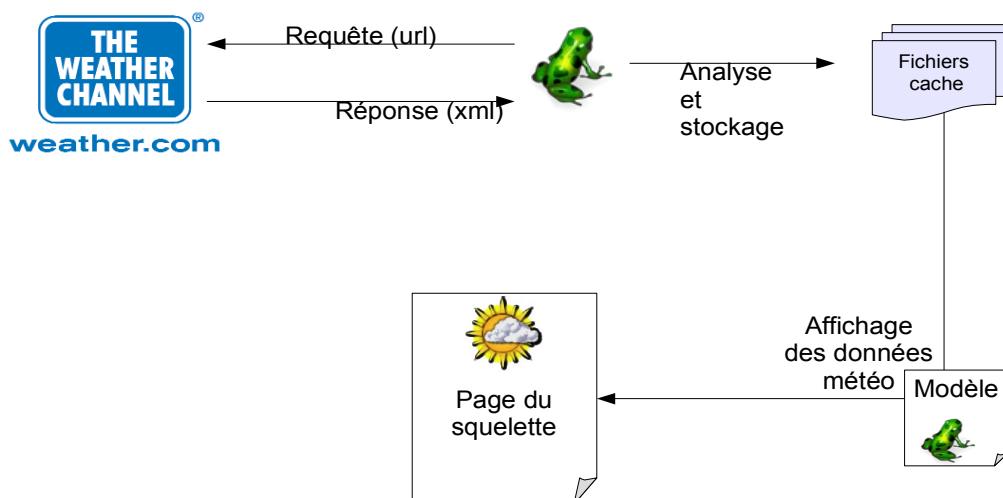 THE
WEATHER
CHANNEL
®
weather.com
Requête (url)
Réponse (xml)
Analyse
et
stockage
Fichiers
cache
Affichage
des données
météo
Modèle
Page du
squelette